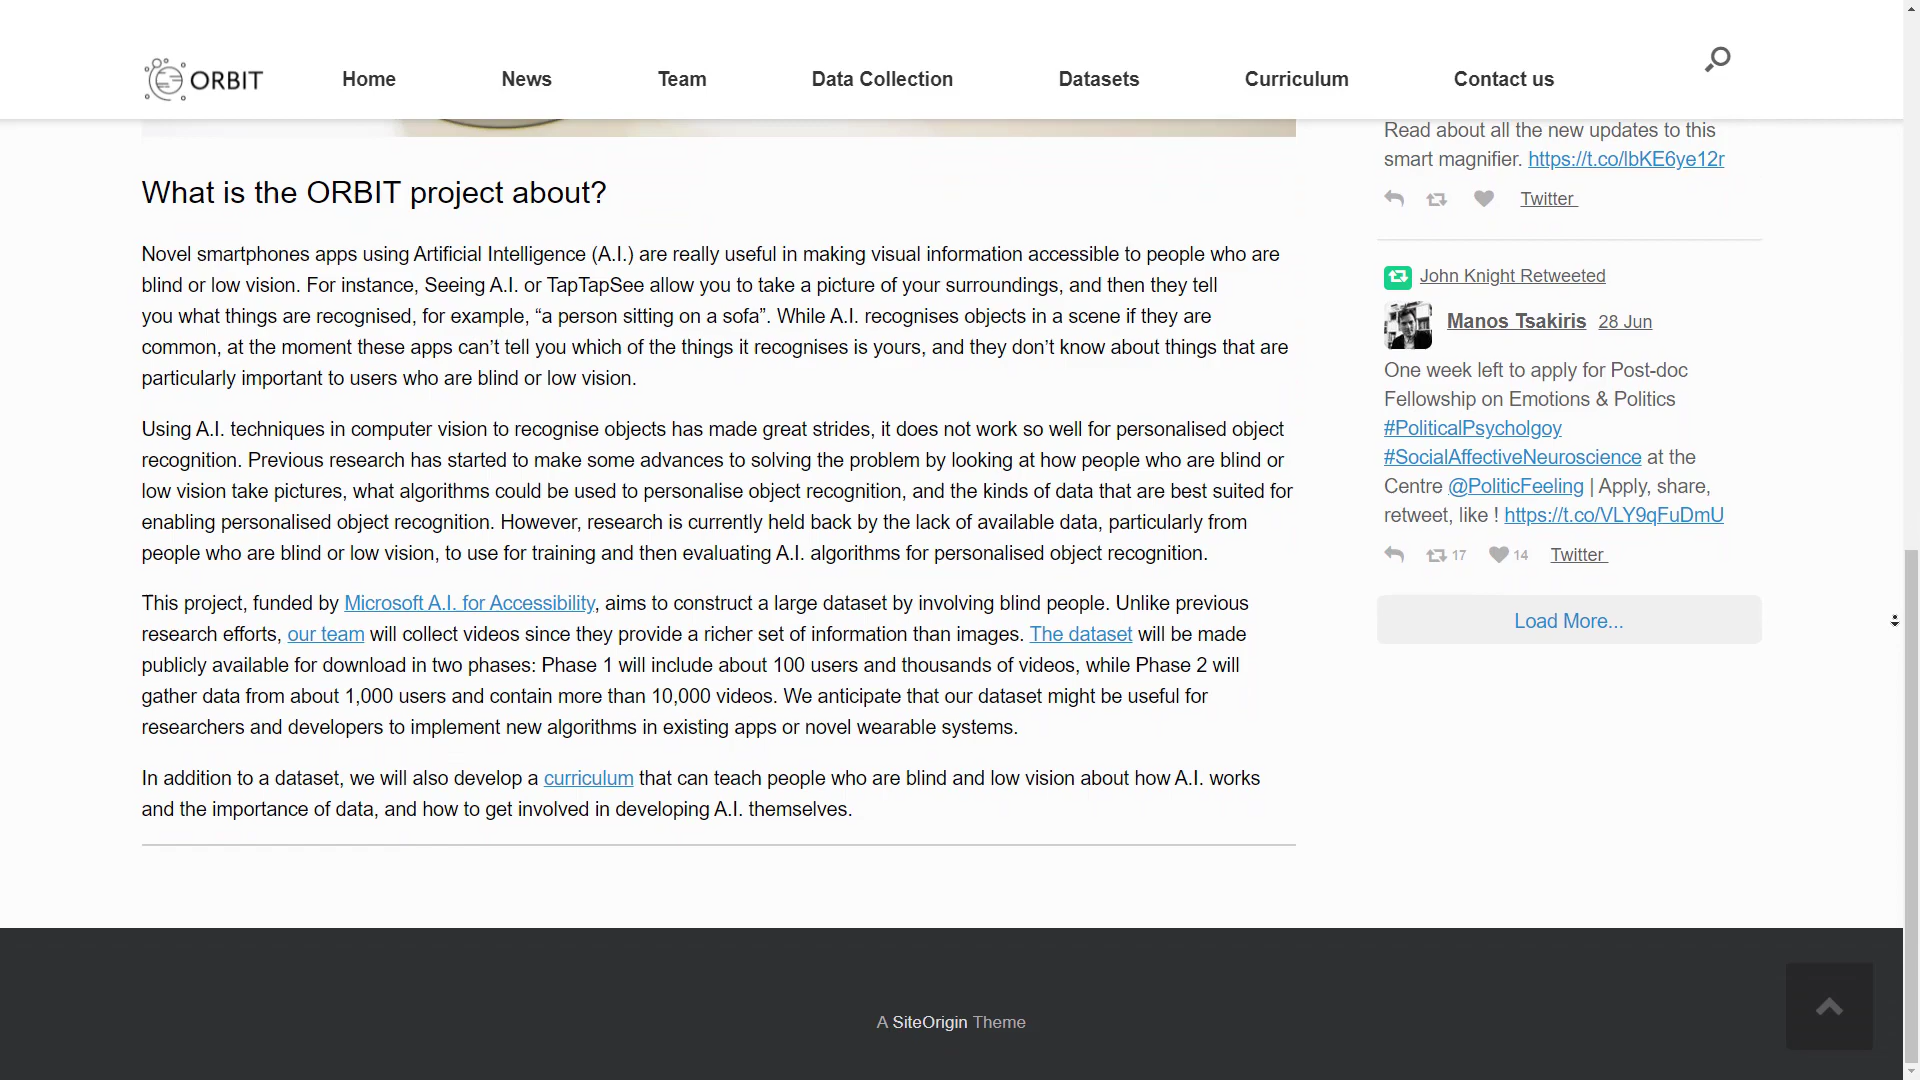 ORBIT
Home
News
Team
Data Collection
Datasets
Curriculum
Contact us
What is the ORBIT project about?
Novel smartphones apps using Artificial Intelligence (A.I.) are really useful in making visual information accessible to people who are
blind or low vision. For instance, Seeing A.I. or TapTapSee allow you to take a picture of your surroundings, and then they tell
you what things are recognised, for example, “a person sitting on a sofa”. While A.I. recognises objects in a scene if they are
common, at the moment these apps can’t tell you which of the things it recognises is yours, and they don’t know about things that are
particularly important to users who are blind or low vision.
Using A.I. techniques in computer vision to recognise objects has made great strides, it does not work so well for personalised object
recognition. Previous research has started to make some advances to solving the problem by looking at how people who are blind or
low vision take pictures, what algorithms could be used to personalise object recognition, and the kinds of data that are best suited for
enabling personalised object recognition. However, research is currently held back by the lack of available data, particularly from
people who are blind or low vision, to use for training and then evaluating A.I. algorithms for personalised object recognition.
This project, funded by Microsoft A.I. for Accessibility, aims to construct a large dataset by involving blind people. Unlike previous
research efforts, our team will collect videos since they provide a richer set of information than images. The dataset will be made
publicly available for download in two phases: Phase 1 will include about 100 users and thousands of videos, while Phase 2 will
gather data from about 1,000 users and contain more than 10,000 videos. We anticipate that our dataset might be useful for
researchers and developers to implement new algorithms in existing apps or novel wearable systems.
In addition to a dataset, we will also develop a curriculum that can teach people who are blind and low vision about how A.I. works
and the importance of data, and how to get involved in developing A.I. themselves.
Read about all the new updates to this
smart magnifier. https://t.co/lbKE6ye12r
Twitter
John Knight Retweeted
Manos Tsakiris 28 Jun
One week left to apply for Post-doc
Fellowship on Emotions & Politics
#PoliticalPsycholgoy
#SocialAffectiveNeuroscience at the
Centre @PoliticFeeling | Apply, share,
retweet, like ! https://t.co/VLY9qFuDmU
17 14 Twitter
Load More...
A SiteOrigin Theme